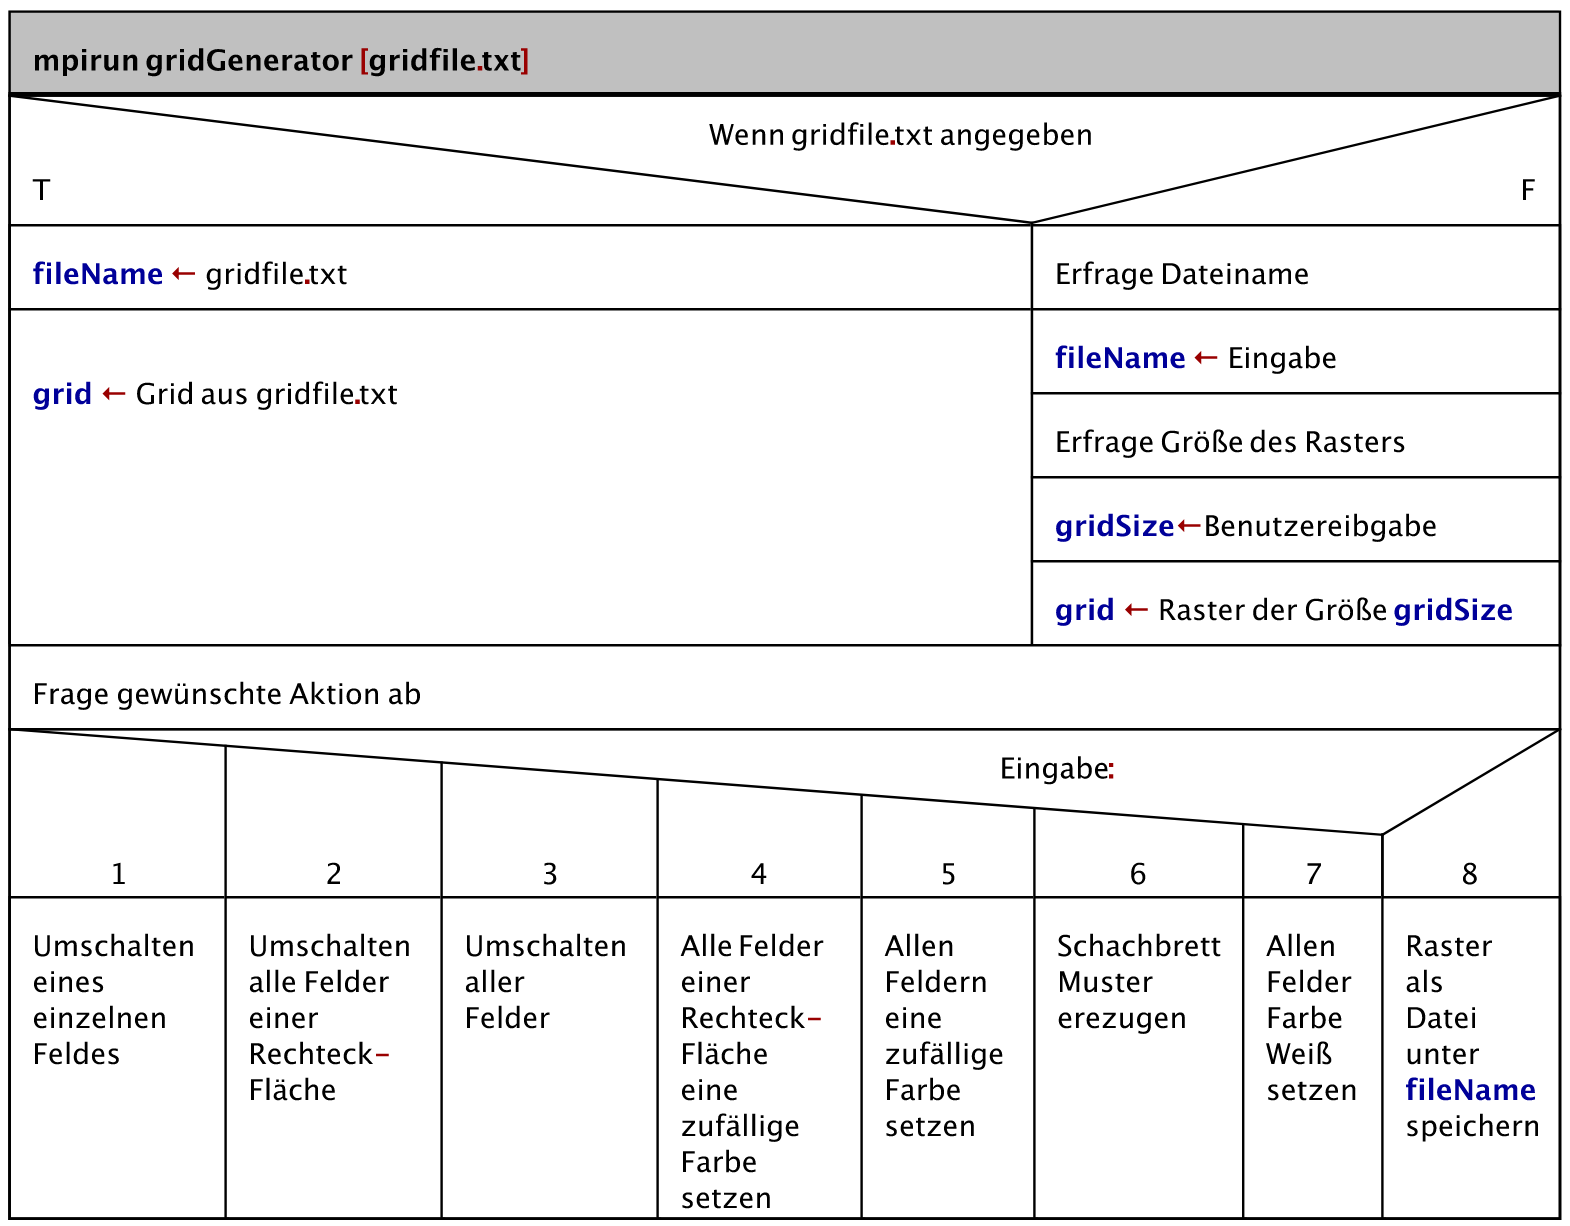 mpirun gridGenerator [gridfile.txt]
Wenn gridfile.txt angegeben
T
F
fileName ← gridfile.txt
grid ← Grid aus gridfile.txt
Erfrage Dateiname
fileName ← Eingabe
Erfrage Größe des Rasters
gridSize←Benutzereibgabe
grid ← Raster der Größe gridSize
Frage gewünschte Aktion ab
Eingabe:
1
Umschalten
eines
einzelnen
Feldes
2
Umschalten
alle Felder
einer
Rechteck-
Fläche
3
Umschalten
aller
Felder
4
Alle Felder
einer
Rechteck-
Fläche
eine
zufällige
Farbe
setzen
5
Allen
Feldern
eine
zufällige
Farbe
setzen
6
Schachbrett
Muster
erezugen
7
Allen
Felder
Farbe
Weiß
setzen
8
Raster
als
Datei
unter
fileName
speichern